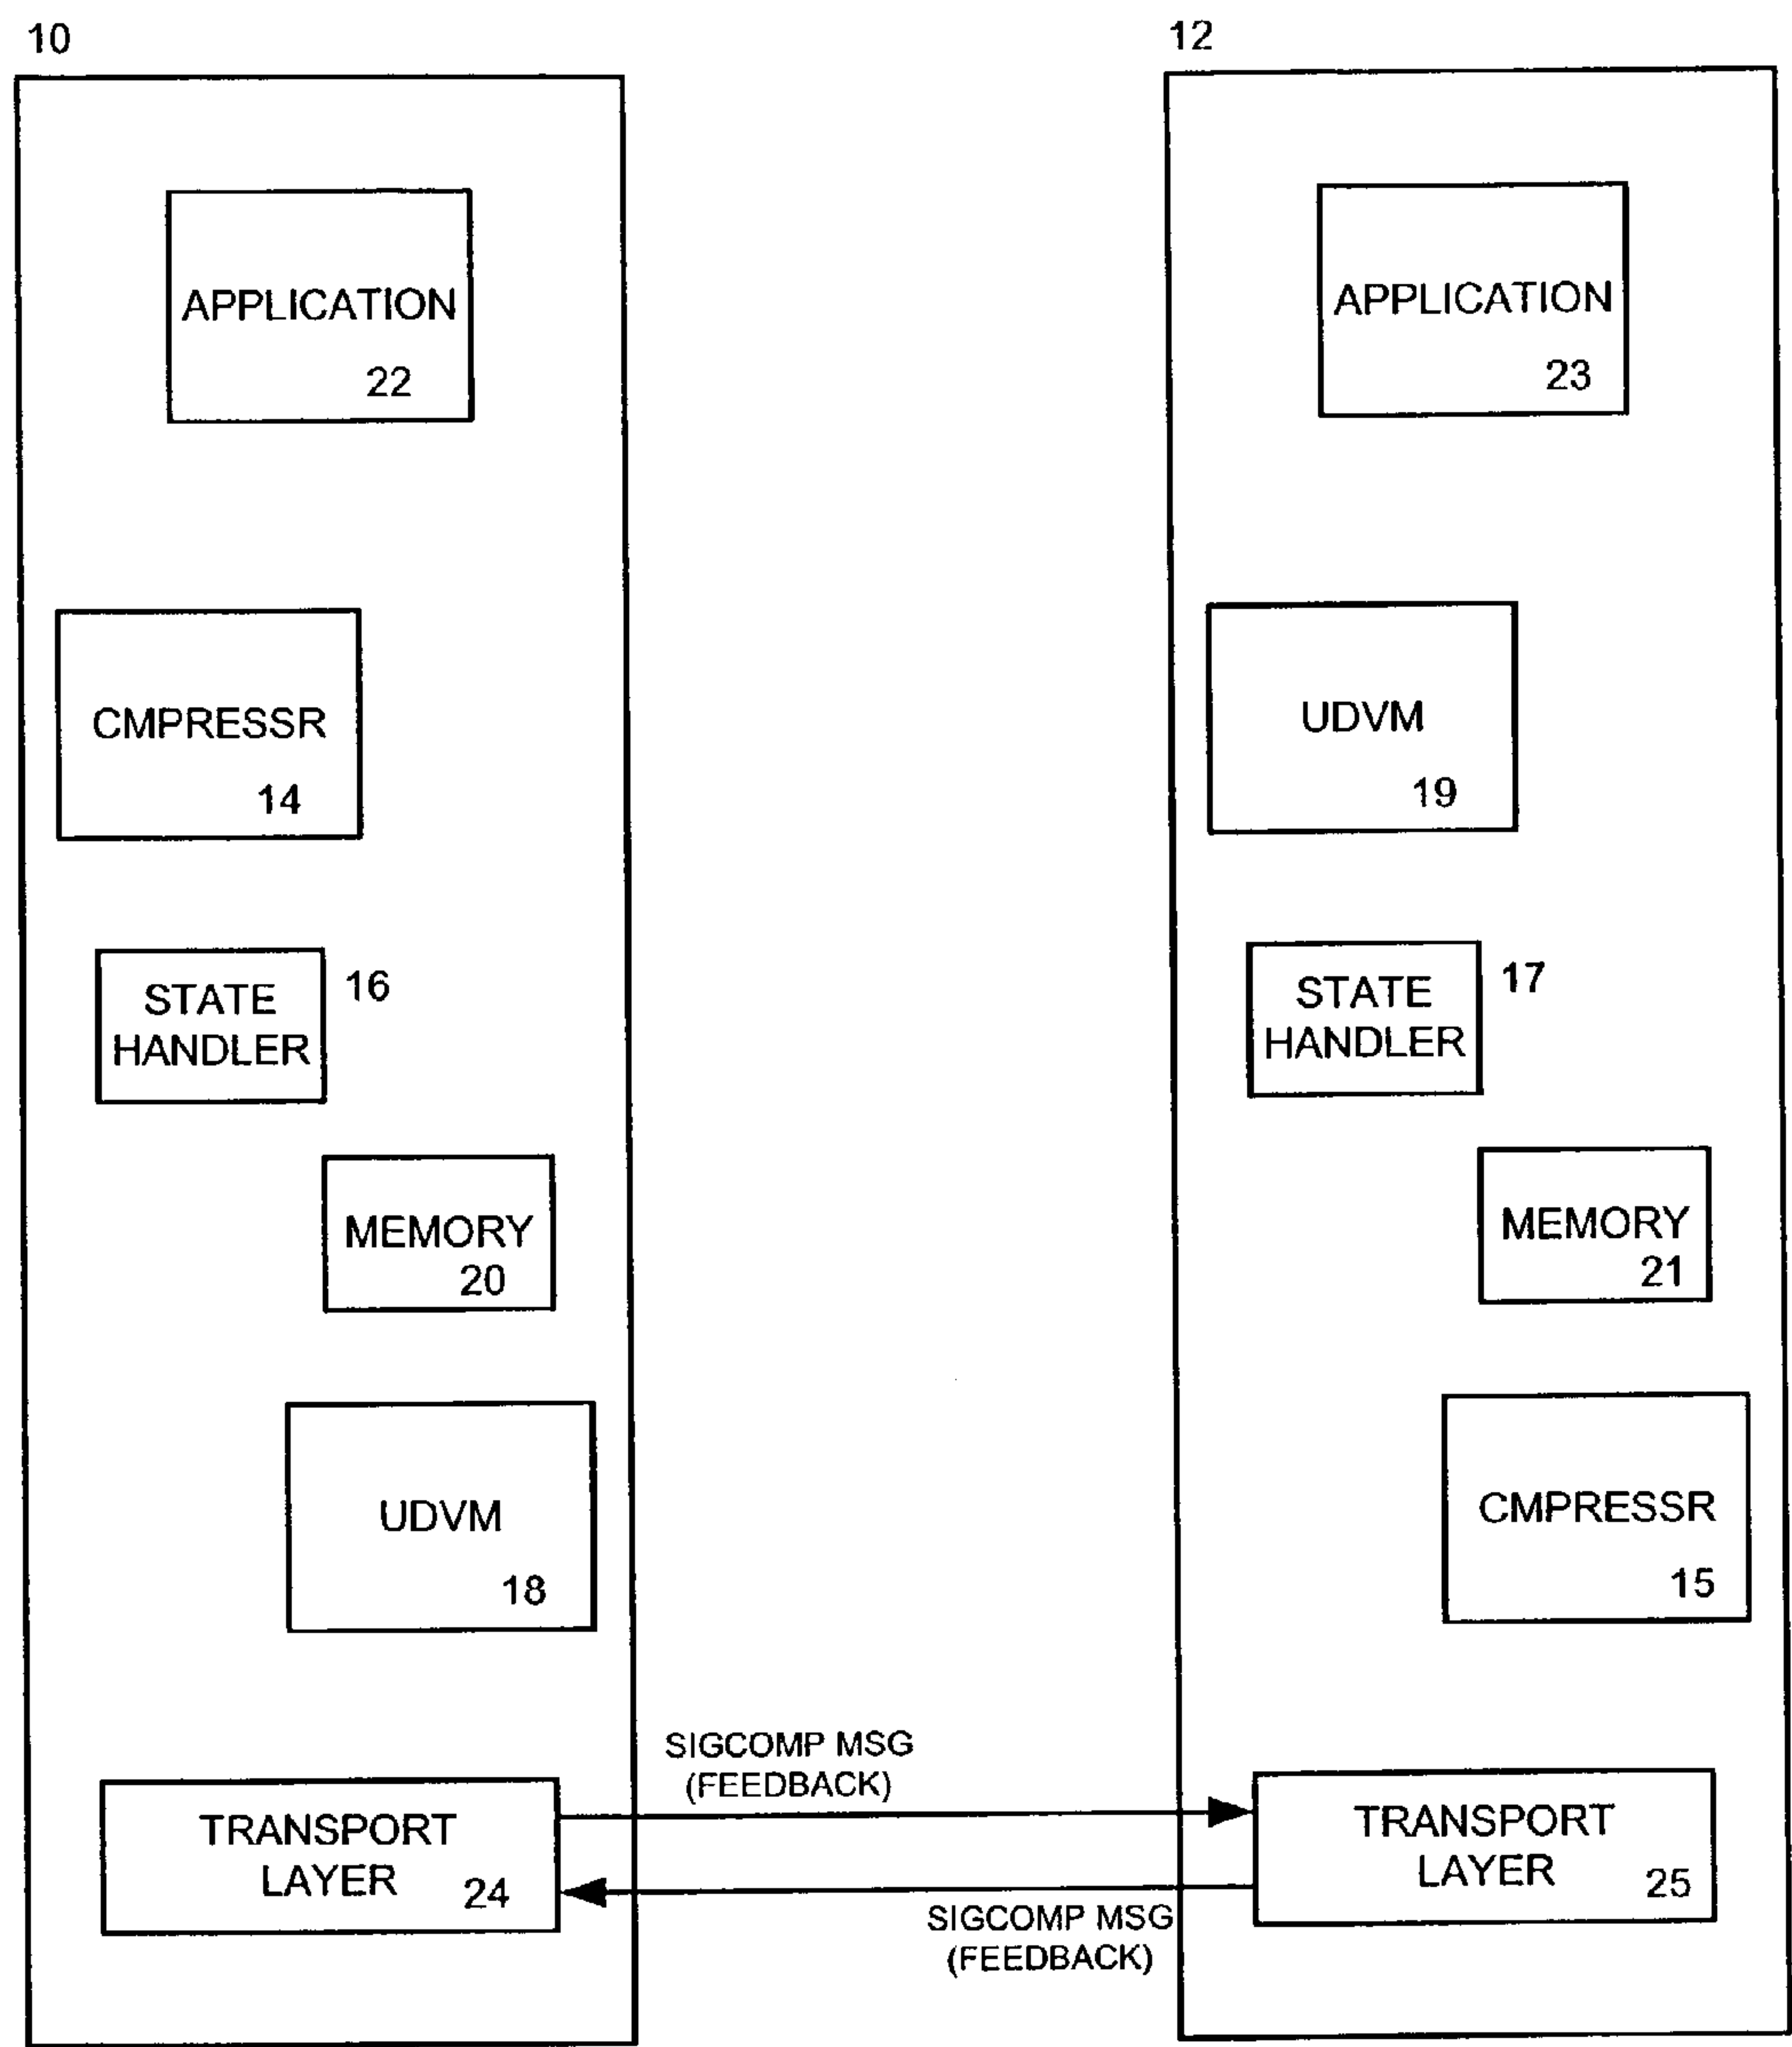 10
APPLICATION
22
CMPRESSR
14
STATE
HANDLER
16
MEMORY
20
UDVM
18
TRANSPORT
LAYER
24
SIGCOMP MSG
(FEEDBACK)
SIGCOMP MSG
(FEEDBACK)
12
APPLICATION
23
UDVM
19
STATE
HANDLER
17
MEMORY
21
CMPRESSR
15
TRANSPORT
LAYER
25